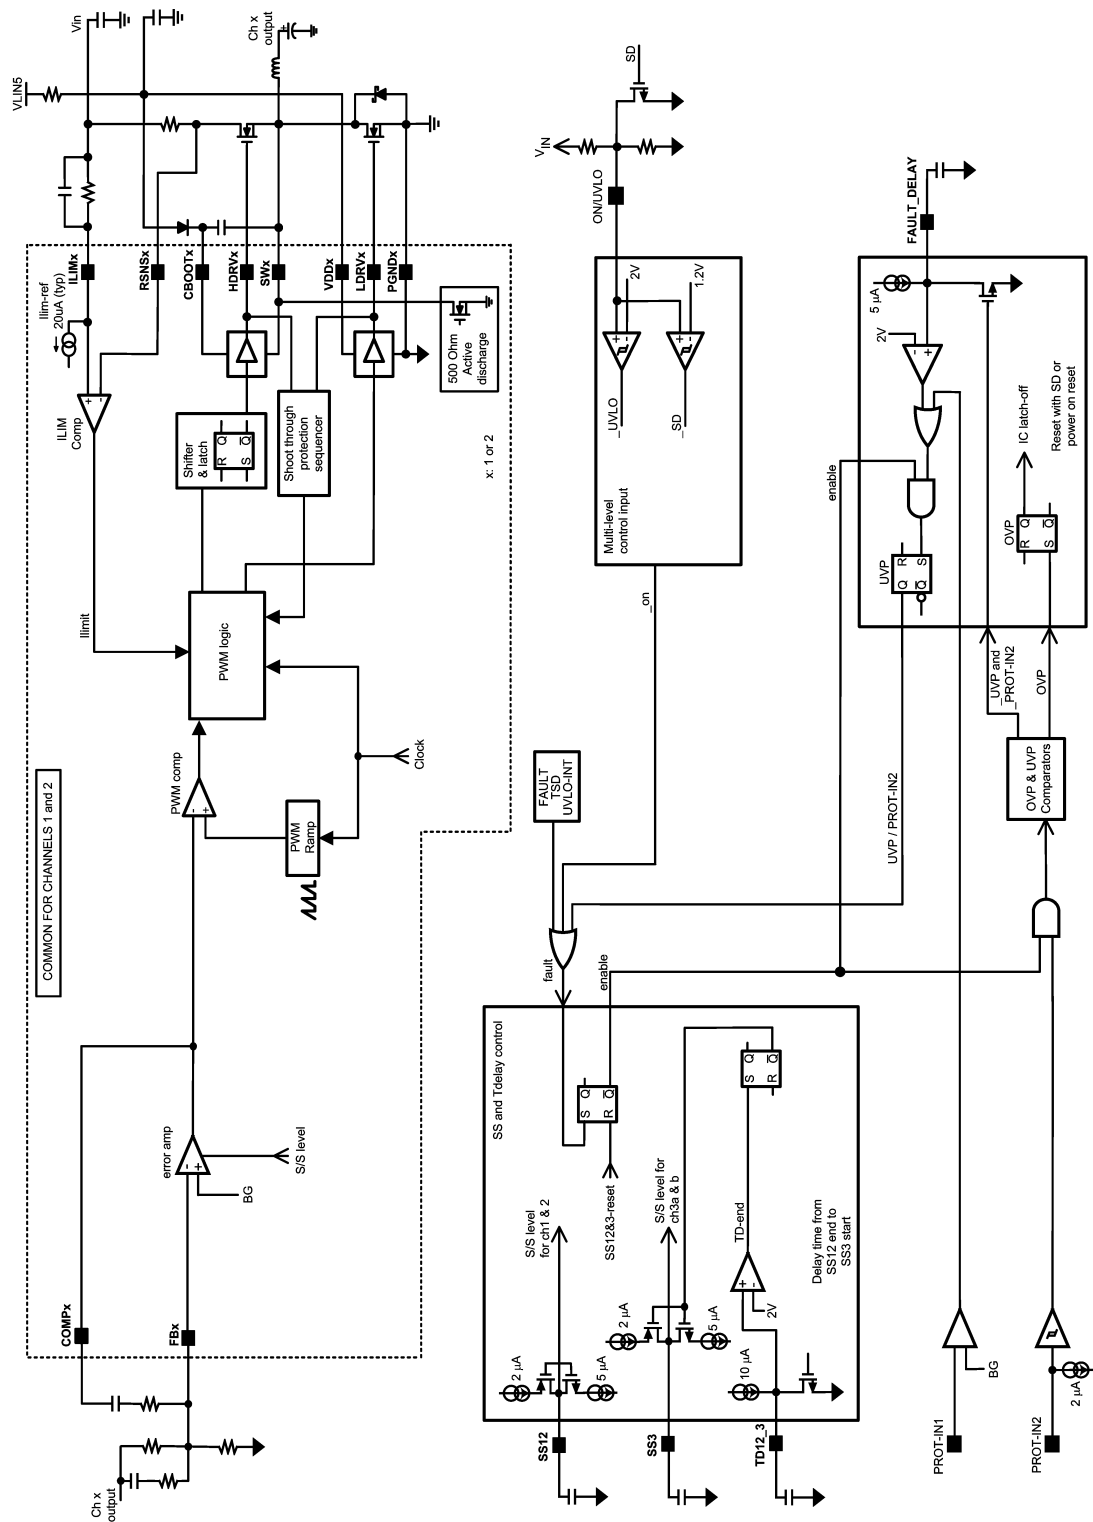 COMMON FOR CHANNELS 1 and 2
Ch x
output
COMPx
FBx
error amp
-
+
BG
S/S level
PWM comp
-
+
PWM
Ramp
Clock
PWM logic
Ilimit
ILIM
Comp
+
-
Ilim-ref
20uA (typ)
Shifter
& latch
R Q
S Q
Shoot through
protection
sequencer
500 Ohm
Active
discharge
x: 1 or 2
ILIMx
RSNSx
CBOOTx
HDRVx
SWx
VDDx
LDRVx
PGNDx
VLIN5
Vin
Ch x
output
+
SS and Tdelay control
SS12
2 µA
5 µA
S/S level
for ch1 & 2
SS3
2 µA
5 µA
S/S level for
ch3a & b
SS12&3-reset
S Q
R Q
TD12_3
10 µA
+
-
2V
TD-end
S Q
R Q
Delay time from
SS12 end to
SS3 start
fault
enable
FAULT
TSD
UVLO-INT
_on
Multi-level
control input
_UVLO
_SD
+
-
+
-
2V
1.2V
ON/UVLO
VIN
SD
UVP / PROT-IN2
enable
UVP
Q R
Q S
2V
-
+
5 µA
FAULT_DELAY
OVP
R Q
S Q
IC latch-off
Reset with SD or
power on reset
_UVP and
_PROT-IN2
OVP
OVP & UVP
Comparators
PROT-IN1
BG
PROT-IN2
2 µA